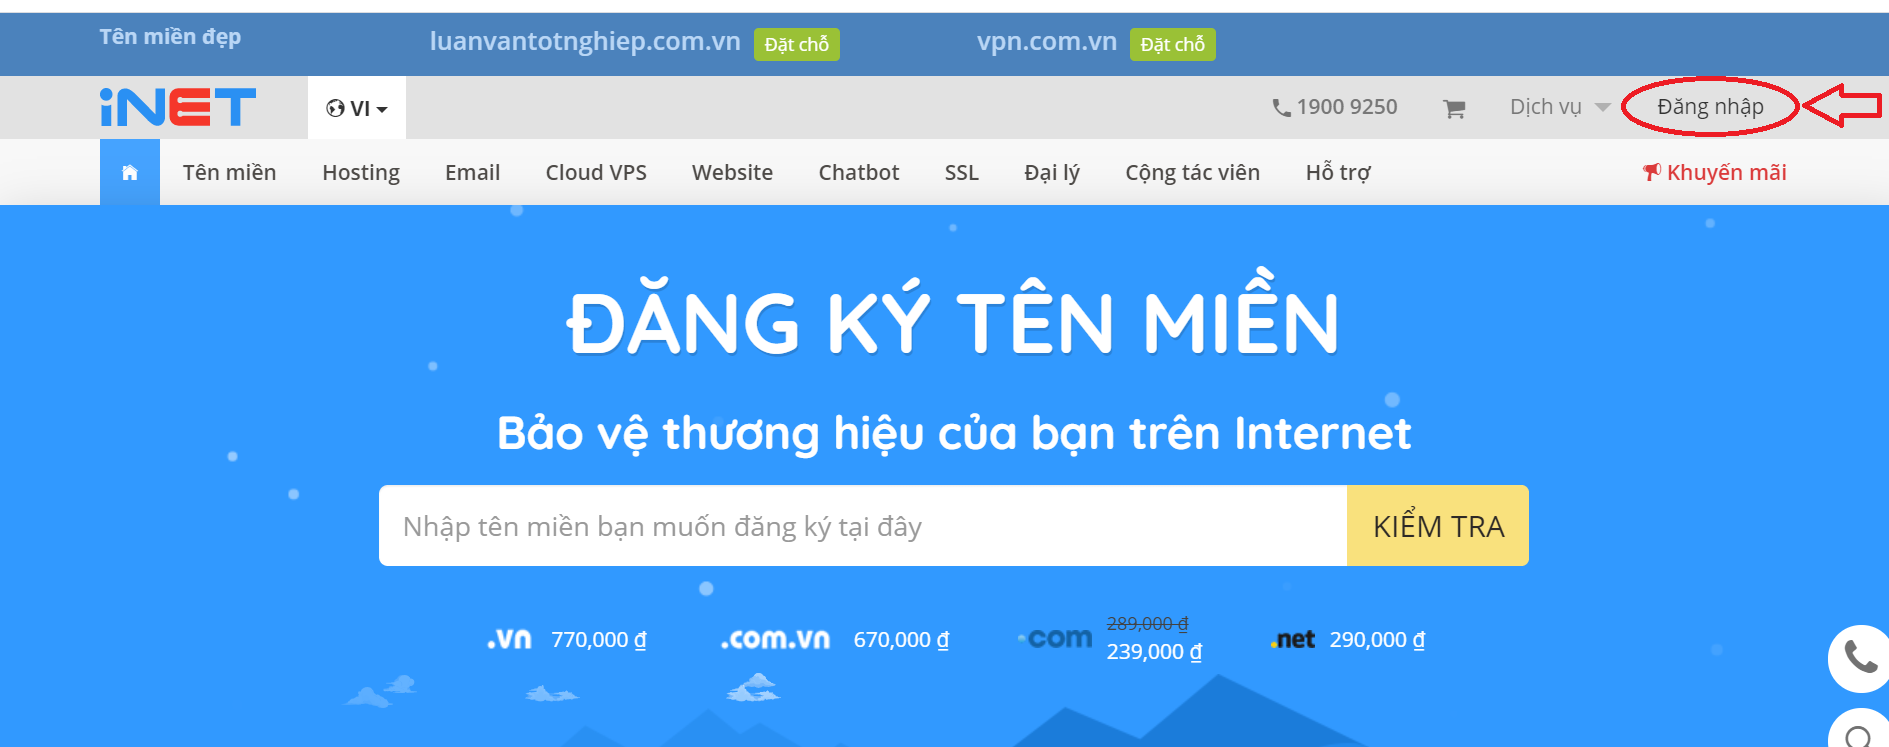 Tên miền đẹp
luanvantotnghiep.com.vn Đặt chỗ
vpn.com.vn Đặt chỗ
iNET
VI
1900 9250
Dịch vụ
Đăng nhập
Tên miền
Hosting
Email
Cloud VPS
Website
Chatbot
SSL
Đại lý
Cộng tác viên
Hỗ trợ
Khuyến mãi
ĐĂNG KÝ TÊN MIỀN
Bảo vệ thương hiệu của bạn trên Internet
Nhập tên miền bạn muốn đăng ký tại đây
KIỂM TRA
.vn 770,000 ₫
.com.vn 670,000 ₫
.com 289,000 ₫
239,000 ₫
.net 290,000 ₫